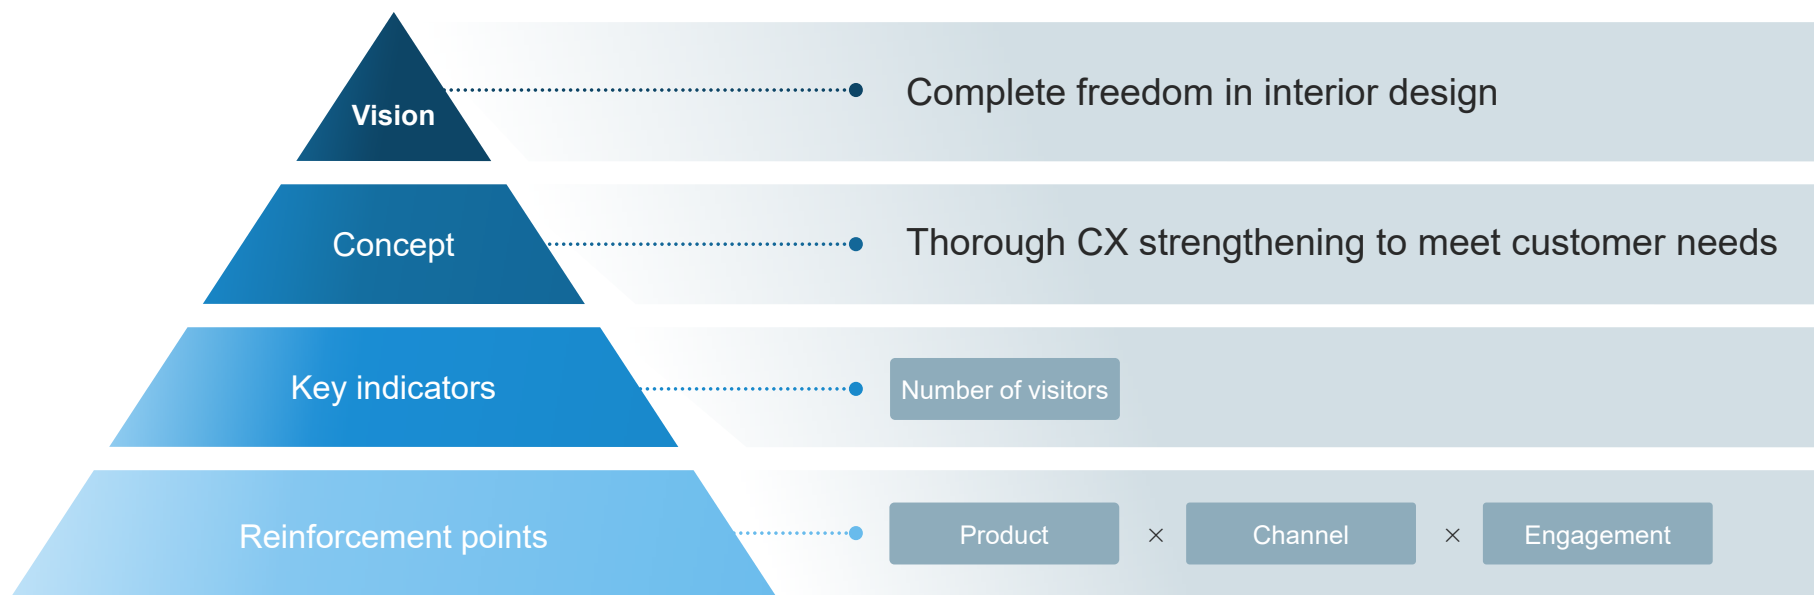 Vision
Complete freedom in interior design
Concept
Thorough CX strengthening to meet customer needs
Key indicators
Number of visitors
Reinforcement points
Product × Channel × Engagement